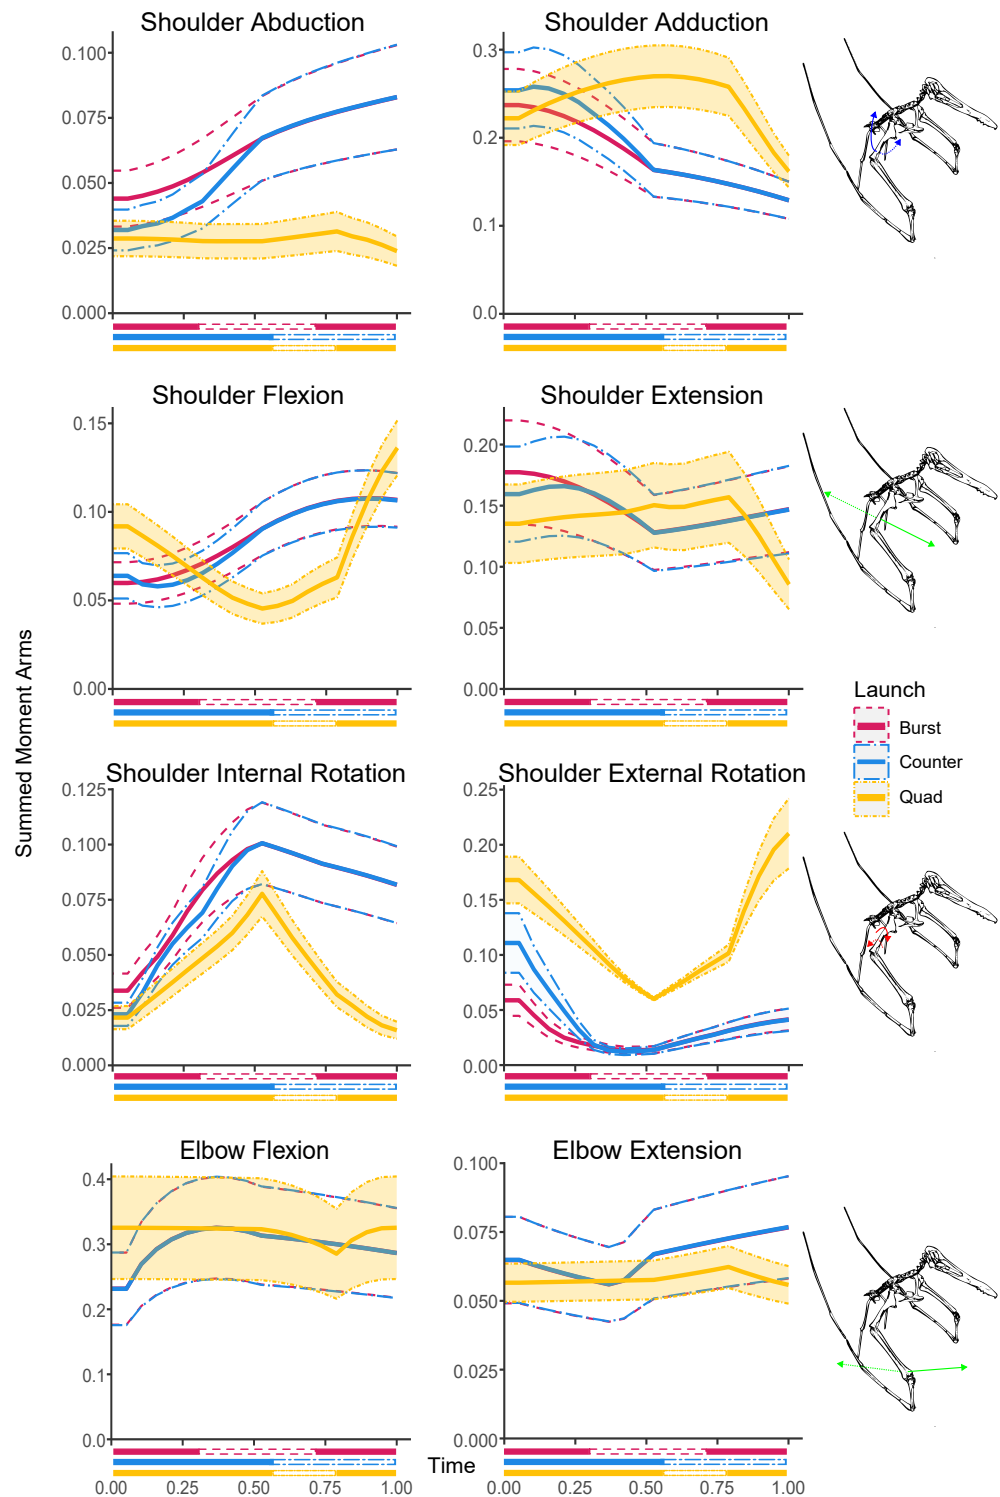 Shoulder Abduction
Shoulder Adduction
0.100
0.075
0.050
0.025
0.000
0.3
0.2
0.1
0.0
Shoulder Flexion
Shoulder Extension
0.15
0.10
0.05
0.00
0.20
0.15
0.10
0.05
0.00
Summed Moment Arms
Launch
Burst
Counter
Quad
Shoulder Internal Rotation
Shoulder External Rotation
0.125
0.100
0.075
0.050
0.025
0.000
0.25
0.20
0.15
0.10
0.05
0.00
Elbow Flexion
Elbow Extension
0.4
0.3
0.2
0.1
0.0
0.100
0.075
0.050
0.025
0.000
Time
0.00 0.25 0.50 0.75 1.00
0.00 0.25 0.50 0.75 1.00